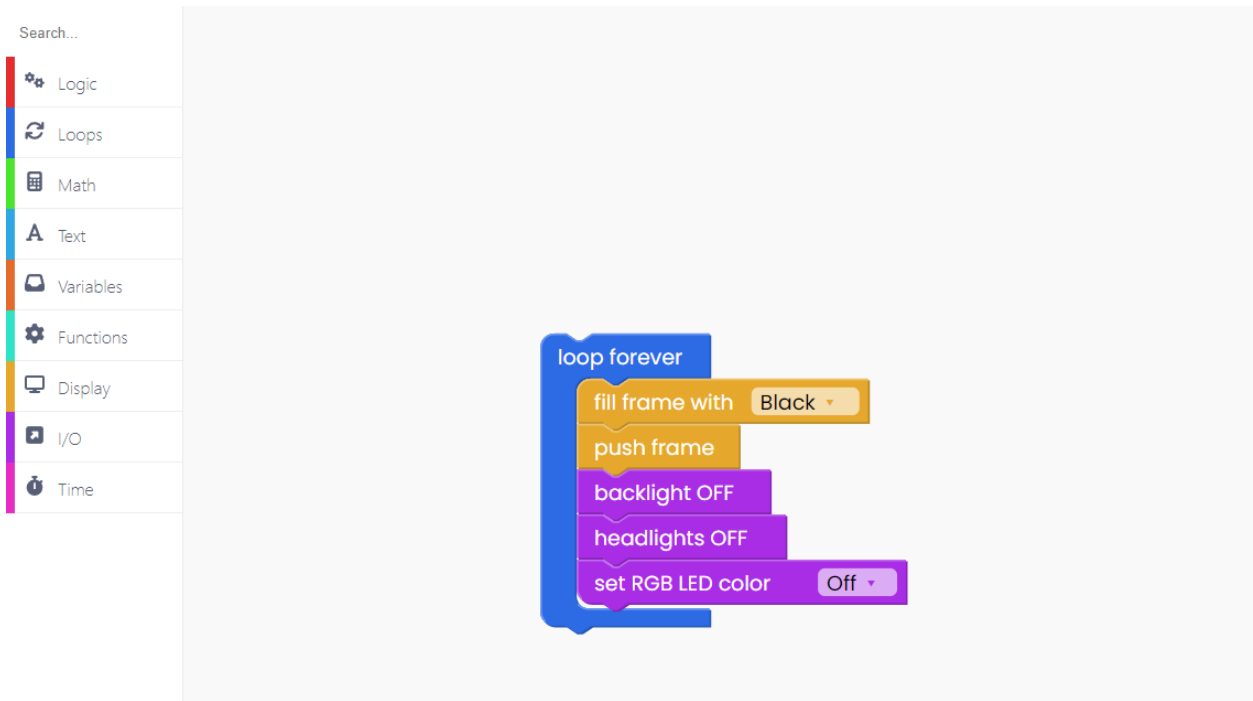 Search...
Logic
Loops
Math
Text
Variables
Functions
Display
I/O
Time
loop forever
fill frame with Black
push frame
backlight OFF
headlights OFF
set RGB LED color Off